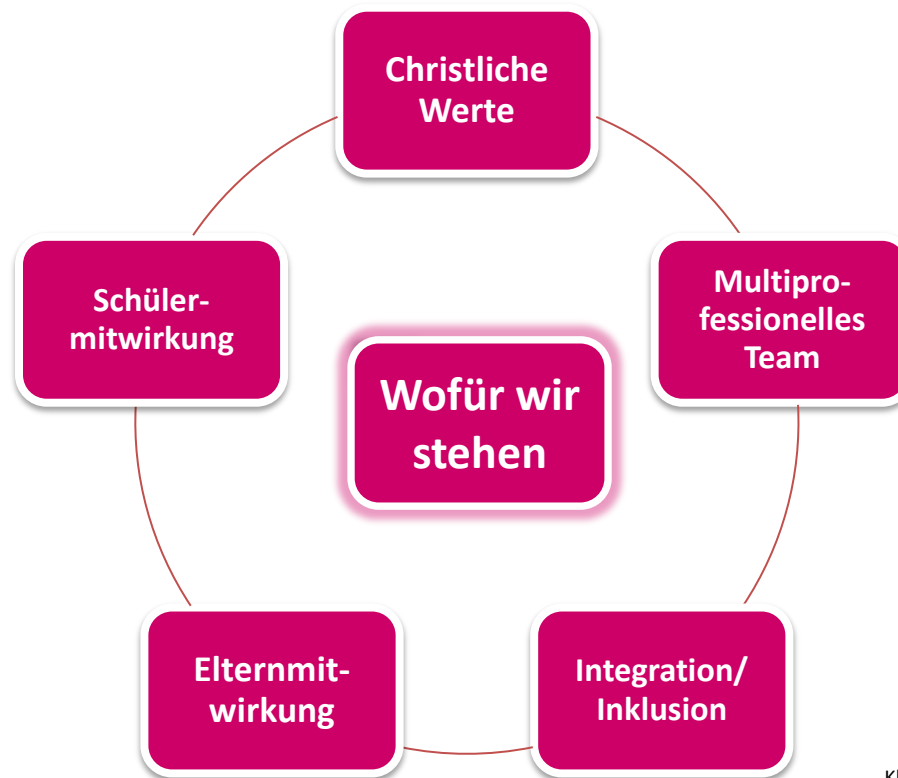 Christliche
Werte
Multipro-
fessionelles
Team
Integration/
Inklusion
Elternmit-
wirkung
Schüler-
mitwirkung
Wofür wir
stehen